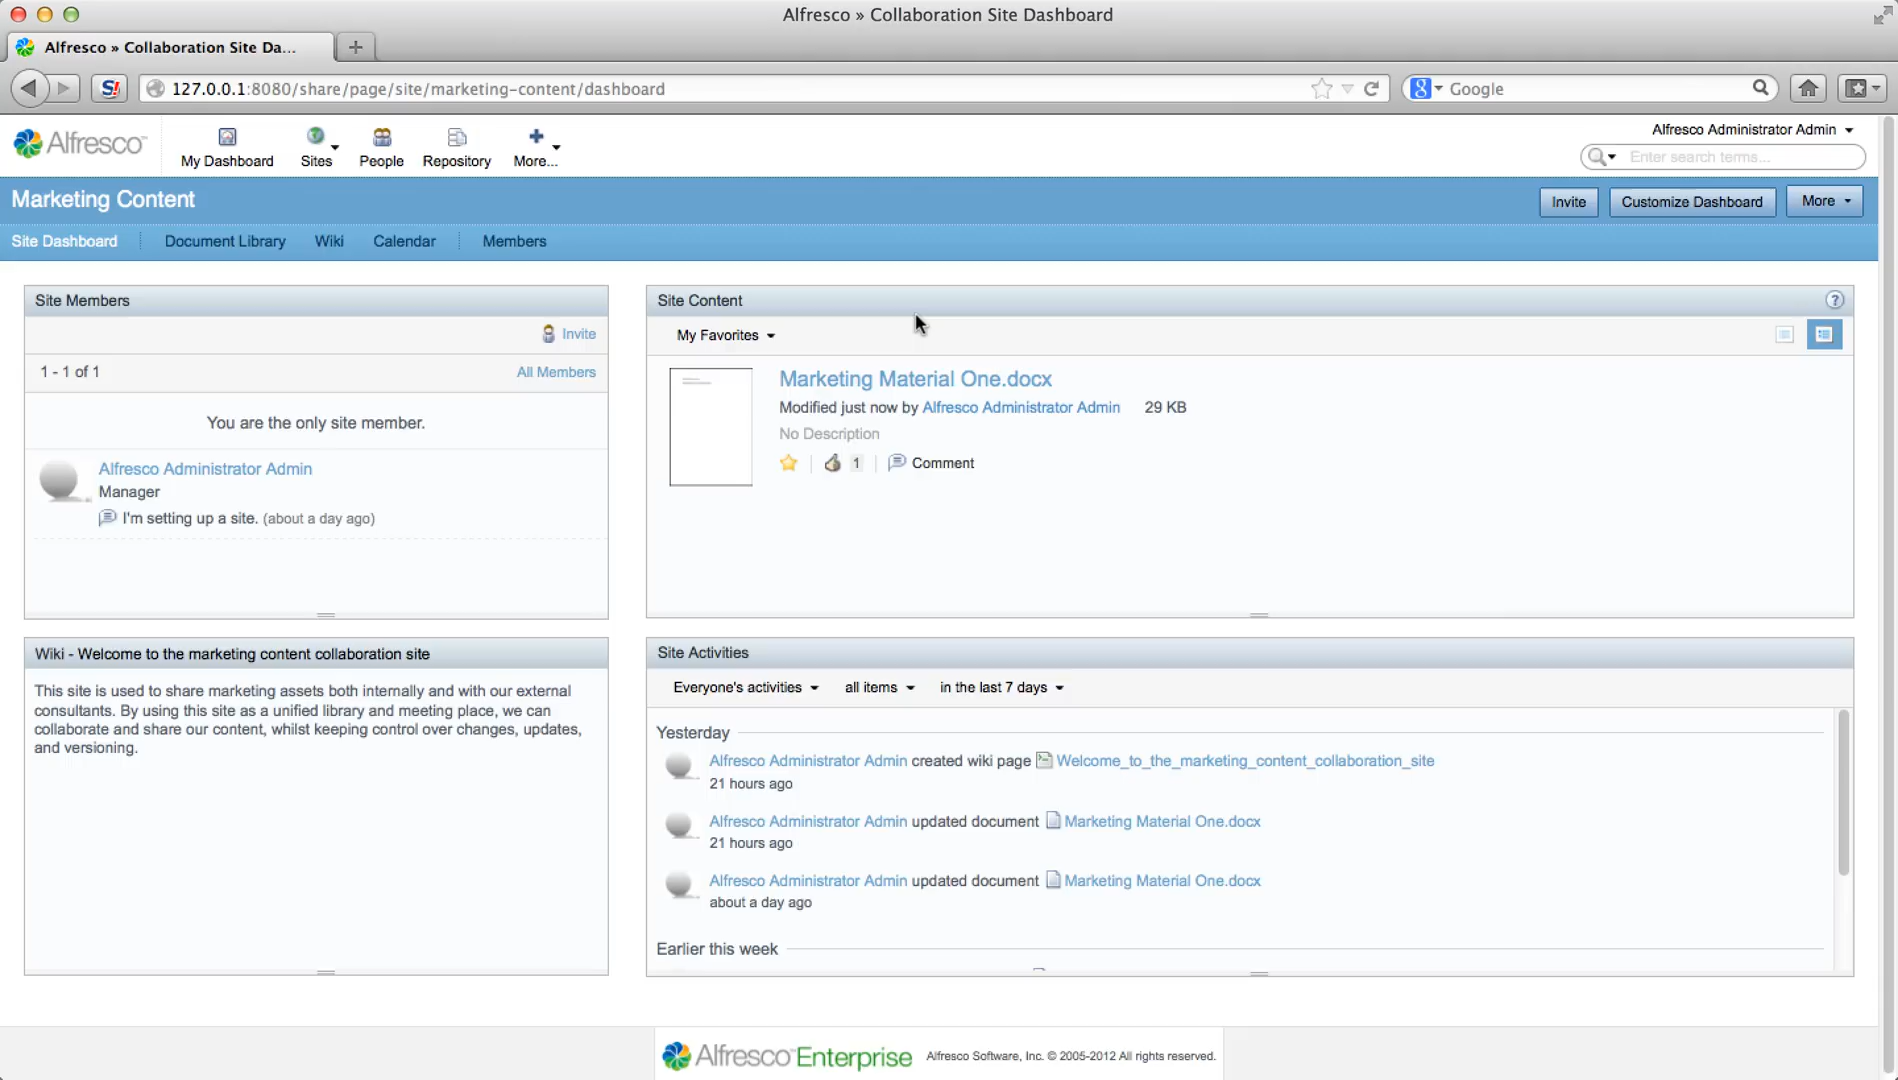 Alfresco » Collaboration Site Dashboard
Alfresco » Collaboration Site Da...
127.0.0.1:8080/share/page/site/marketing-content/dashboard
Google
Alfresco™
My Dashboard
Sites
People
Repository
More...
Alfresco Administrator Admin
Enter search terms...
Marketing Content
Invite
Customize Dashboard
More
Site Dashboard
Document Library
Wiki
Calendar
Members
Site Members
Invite
1 - 1 of 1
All Members
You are the only site member.
Alfresco Administrator Admin
Manager
I'm setting up a site. (about a day ago)
Site Content
?
My Favorites
Marketing Material One.docx
Modified just now by Alfresco Administrator Admin 29 KB
No Description
1
Comment
Wiki - Welcome to the marketing content collaboration site
This site is used to share marketing assets both internally and with our external
consultants. By using this site as a unified library and meeting place, we can
collaborate and share our content, whilst keeping control over changes, updates,
and versioning.
Site Activities
Everyone's activities
all items
in the last 7 days
Yesterday
Alfresco Administrator Admin created wiki page Welcome_to_the_marketing_content_collaboration_site
21 hours ago
Alfresco Administrator Admin updated document Marketing Material One.docx
21 hours ago
Alfresco Administrator Admin updated document Marketing Material One.docx
about a day ago
Earlier this week
Alfresco™ Enterprise
Alfresco Software, Inc. © 2005-2012 All rights reserved.